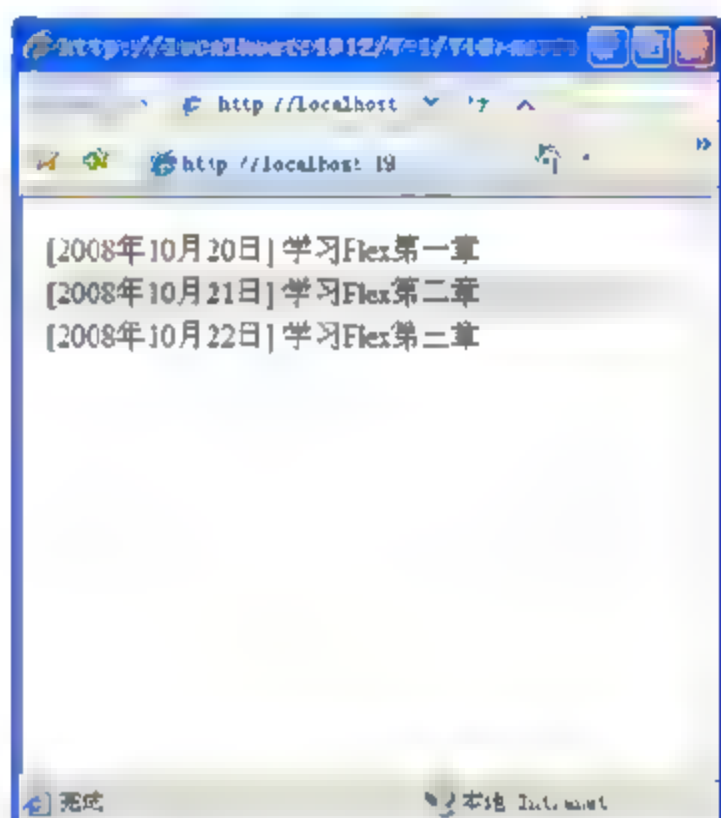 http //localhost
http //localhost 19
[2008年10月20日] 学习Flex第一章
[2008年10月21日] 学习Flex第二章
[2008年10月22日] 学习Flex第三章
完成
本地 Intranet